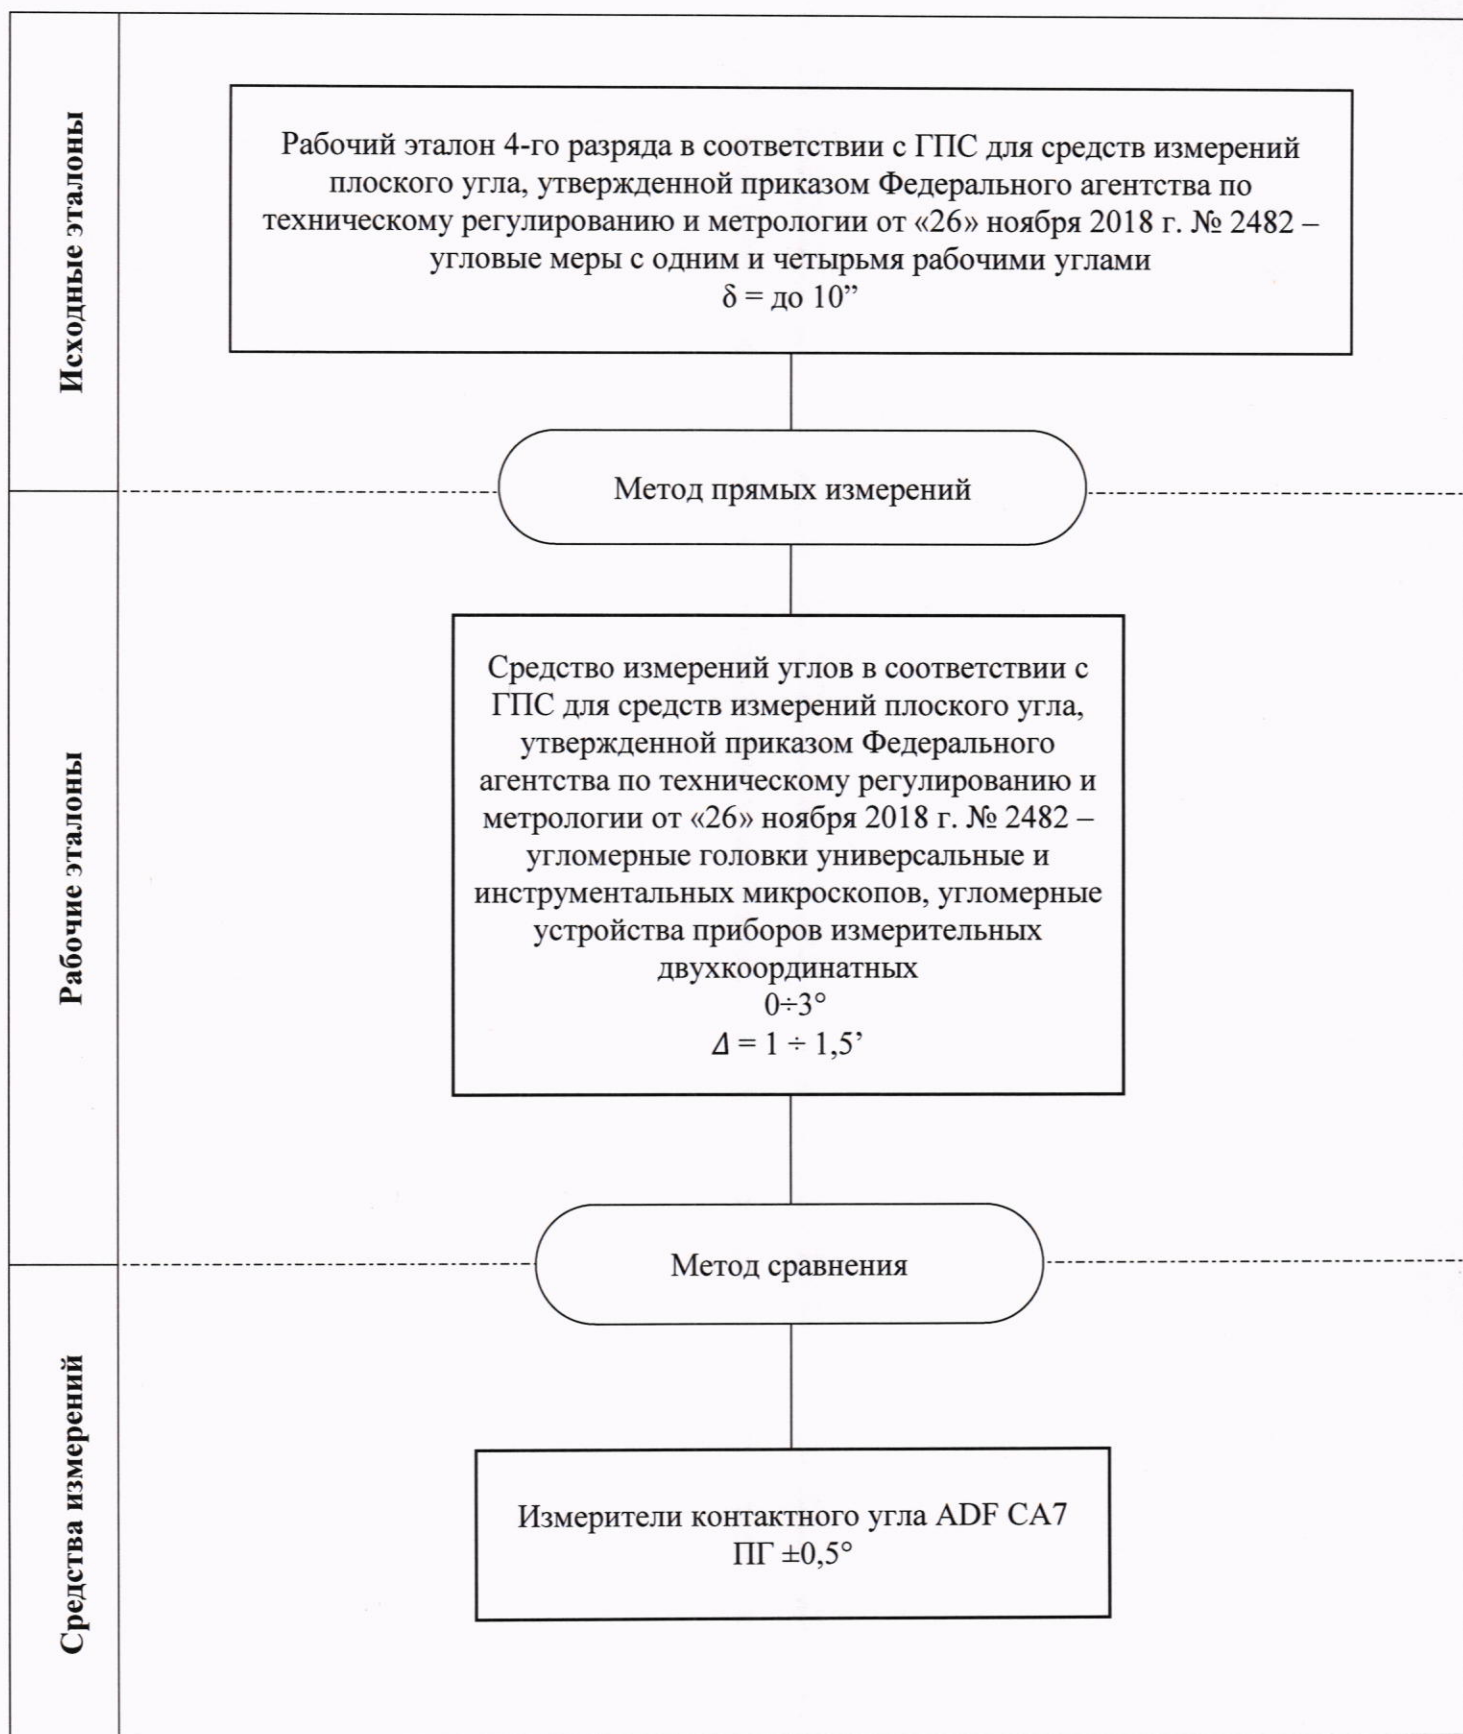 Исходные эталоны
Рабочий эталон 4-го разряда в соответствии с ГПС для средств измерений
плоского угла, утвержденной приказом Федерального агентства по
техническому регулированию и метрологии от «26» ноября 2018 г. № 2482 –
угловые меры с одним и четырьмя рабочими углами
δ = до 10”
Метод прямых измерений
Рабочие эталоны
Средство измерений углов в соответствии с
ГПС для средств измерений плоского угла,
утвержденной приказом Федерального
агентства по техническому регулированию и
метрологии от «26» ноября 2018 г. № 2482 –
угломерные головки универсальные и
инструментальных микроскопов, угломерные
устройства приборов измерительных
двухкоординатных
0÷3°
Δ = 1 ÷ 1,5’
Метод сравнения
Средства измерений
Измерители контактного угла ADF CA7
ПГ ±0,5°